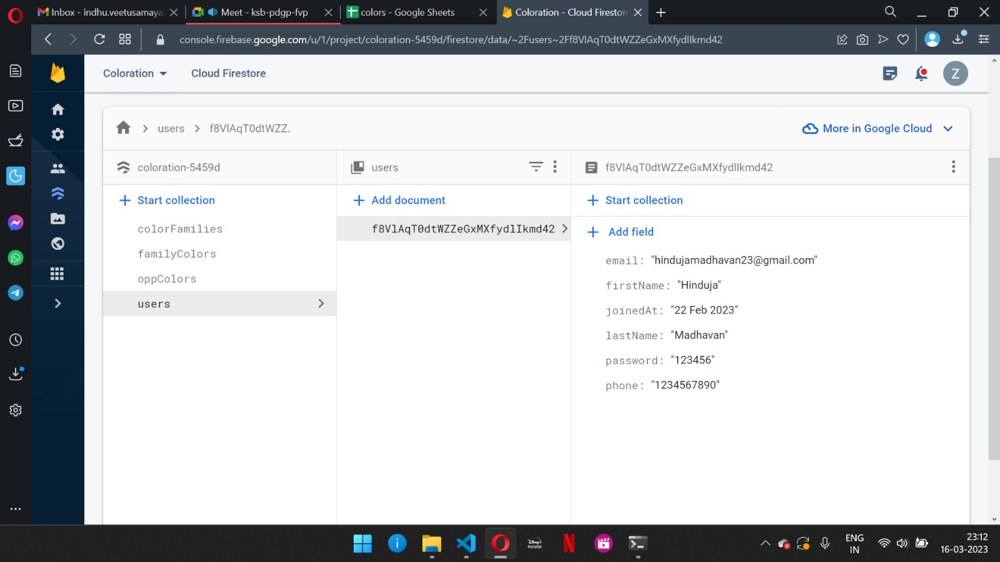 Inbox - indhu.veetusamaya
Meet - ksb-pdgp-fvp
colors - Google Sheets
Coloration - Cloud Firestor
console.firebase.google.com/u/1/project/coloration-5459d/firestore/data/~2Fusers~2Ff8VlAqT0dtWZZeGxMXfydlIkmd42
Coloration
Cloud Firestore
Z
users
f8VlAqT0dtWZZ.
More in Google Cloud
coloration-5459d
users
f8VlAqT0dtWZZeGxMXfydlIkmd42
Start collection
Add document
Start collection
colorFamilies
familyColors
oppColors
users
f8VlAqT0dtWZZeGxMXfydlIkmd42
Add field
email: "hindujamadhavan23@gmail.com"
firstName: "Hinduja"
joinedAt: "22 Feb 2023"
lastName: "Madhavan"
password: "123456"
phone: "1234567890"
Disney+
hotstar
N
ENG
IN
23:12
16-03-2023